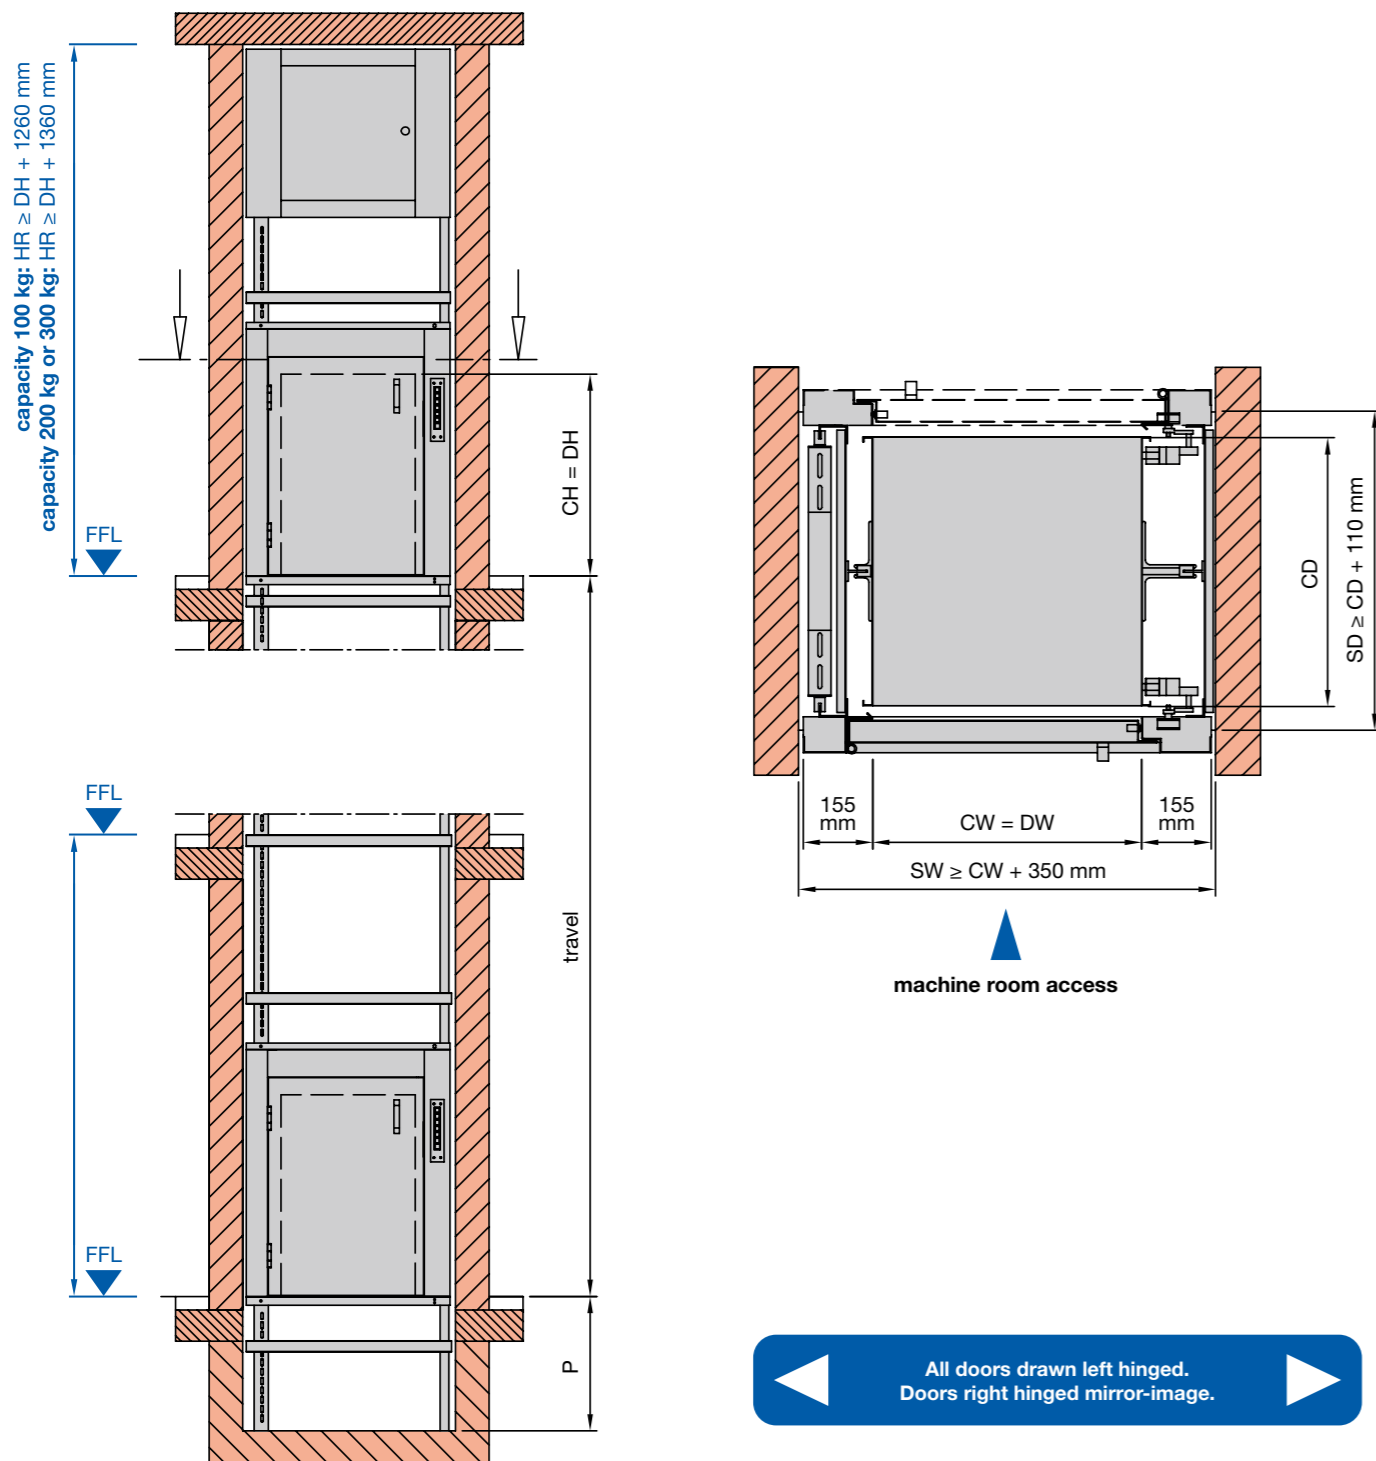 capacity 100 kg: HR ≥ DH + 1260 mm
capacity 200 kg or 300 kg: HR ≥ DH + 1360 mm
FFL
CH = DH
FFL
travel
FFL
P
CD
SD ≥ CD + 110 mm
155
mm
CW = DW
155
mm
SW ≥ CW + 350 mm
machine room access
All doors drawn left hinged.
Doors right hinged mirror-image.